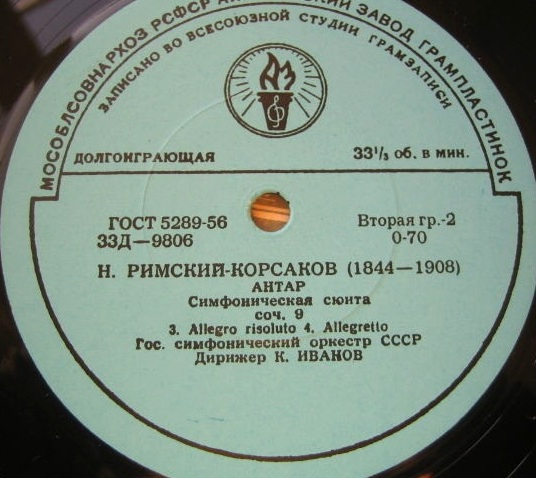 МОСОБЛСОВНАРХОЗ РСФСР ЗАВОД ГРАМПЛАСТИНОК
ЗАПИСАНО ВО ВСЕСОЮЗНОЙ СТУДИИ ГРАМЗАПИСИ
АЗ
ДОЛГОИГРАЮЩАЯ 33⅓ об. в мин.
ГОСТ 5289-56 Вторая гр.-2
33Д—9806 0-70
Н. РИМСКИЙ-КОРСАКОВ (1844—1908)
АНТАР
Симфоническая сюита
соч. 9
3. Allegro risoluto 4. Allegretto
Гос. симфонический оркестр СССР
Дирижер К. ИВАНОВ